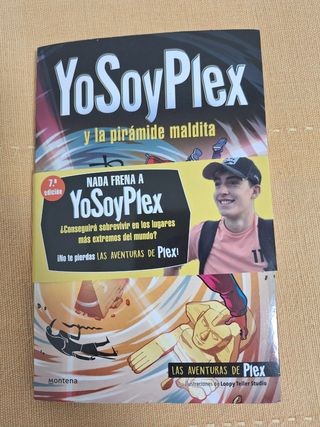 YoSoyPlex
y la pirámide maldita
7.ª
edición
NADA FRENA A
YoSoyPlex
¿Conseguirá sobrevivir en los lugares
más extremos del mundo?
¡No te pierdas LAS AVENTURAS DE Plex!
LAS AVENTURAS DE Plex
Montena
Ilustraciones de Loopy Teller Studio